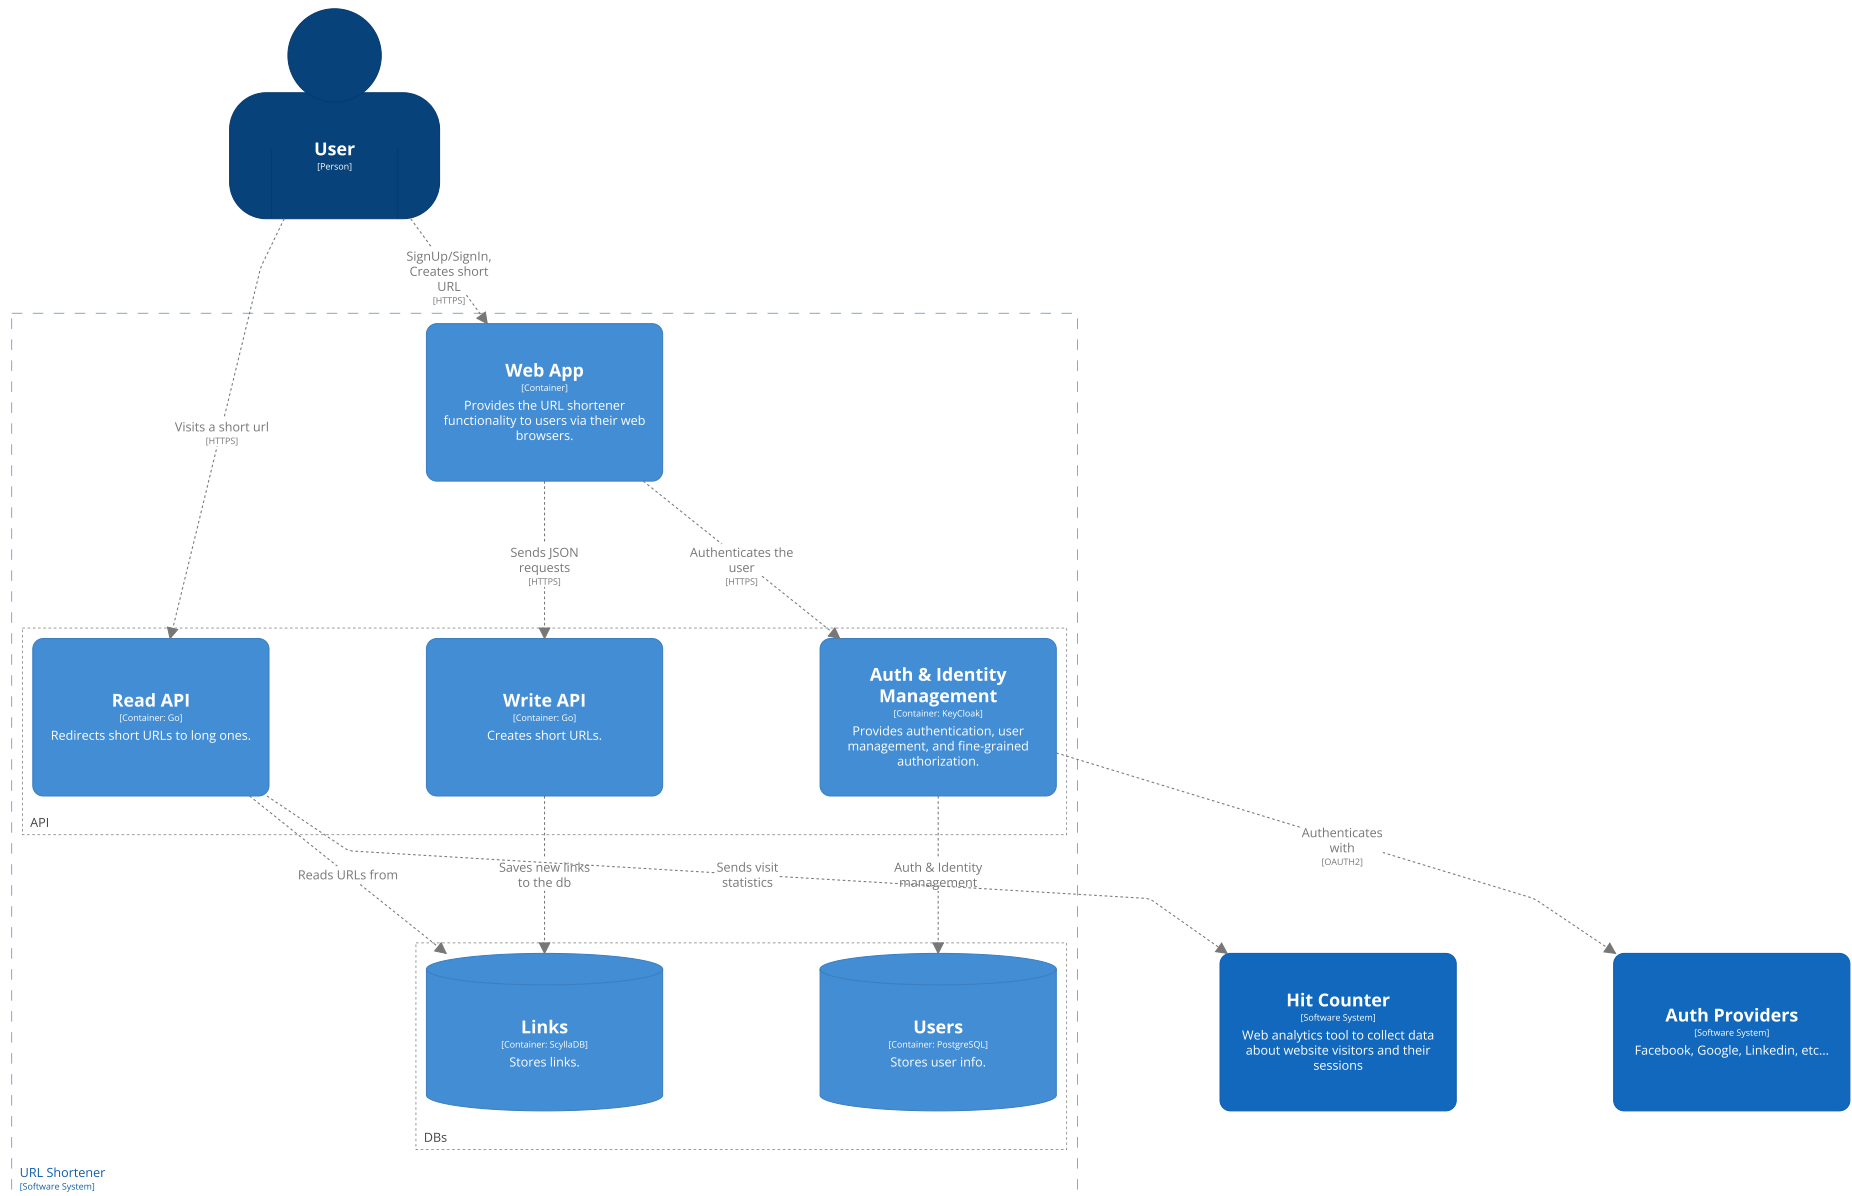 User
[Person]
SignUp/SignIn,
Creates short
URL
[HTTPS]
Web App
[Container]
Provides the URL shortener
functionality to users via their web
browsers.
Visits a short url
[HTTPS]
Sends JSON
requests
[HTTPS]
Authenticates the
user
[HTTPS]
Read API
[Container: Go]
Redirects short URLs to long ones.
Write API
[Container: Go]
Creates short URLs.
Auth & Identity
Management
[Container: KeyCloak]
Provides authentication, user
management, and fine-grained
authorization.
API
Reads URLs from
Saves new links
to the db
Sends visit
statistics
Auth & Identity
management
Authenticates
with
[OAUTH2]
Links
[Container: ScyllaDB]
Stores links.
Users
[Container: PostgreSQL]
Stores user info.
Hit Counter
[Software System]
Web analytics tool to collect data
about website visitors and their
sessions
Auth Providers
[Software System]
Facebook, Google, Linkedin, etc...
DBs
URL Shortener
[Software System]